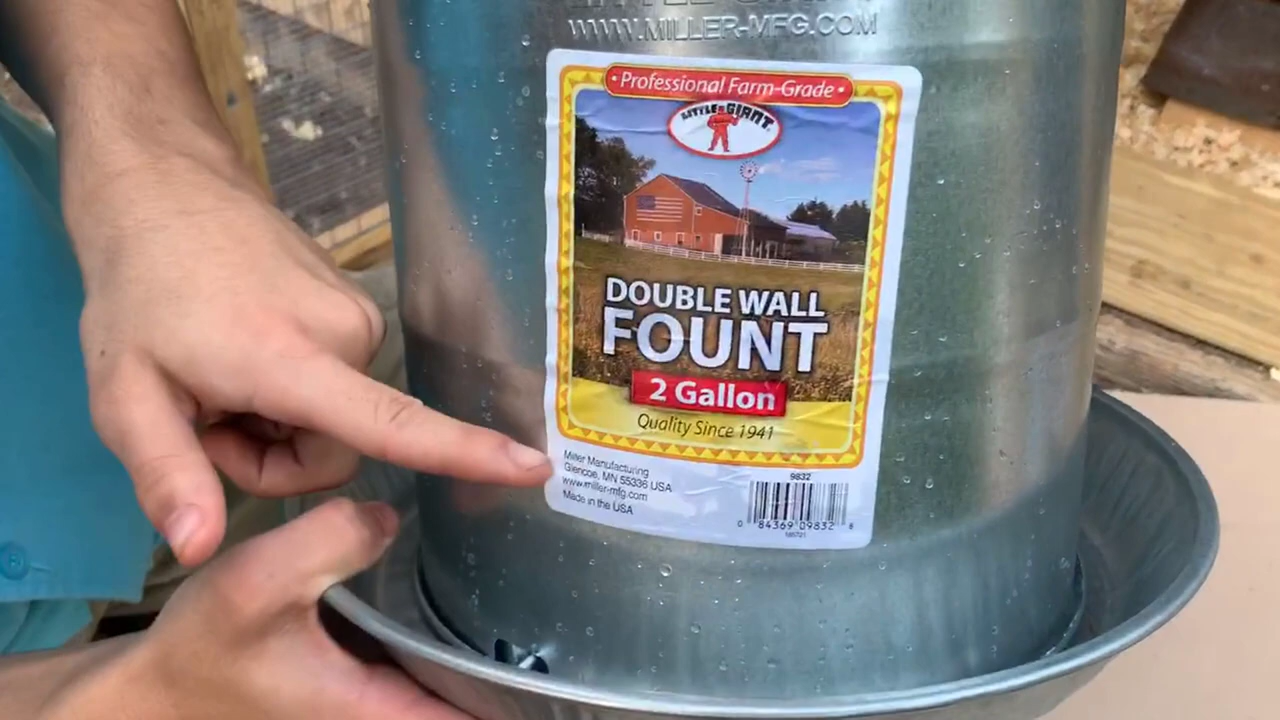 WWW.MILLER-MFG.COM
• Professional Farm-Grade •
LITTLE GIANT
DOUBLE WALL
FOUNT
2 Gallon
Quality Since 1941
Miller Manufacturing
Glencoe, MN 55336 USA
www.miller-mfg.com
Made in the USA
9832
0 84369 09832 8